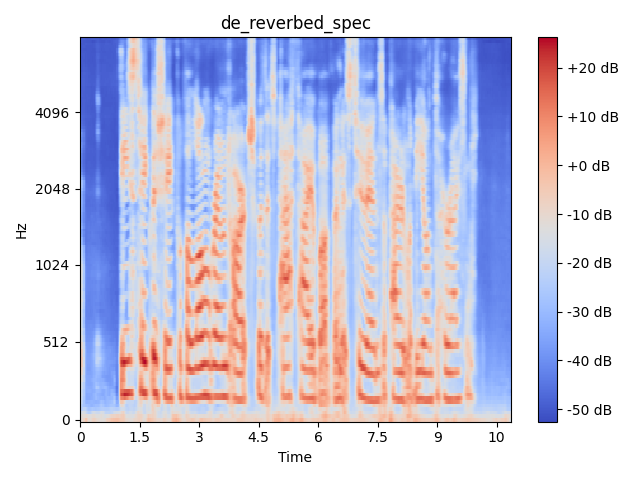 de_reverbed_spec
Hz
4096
2048
1024
512
0
0 1.5 3 4.5 6 7.5 9 10
Time
+20 dB
+10 dB
+0 dB
-10 dB
-20 dB
-30 dB
-40 dB
-50 dB